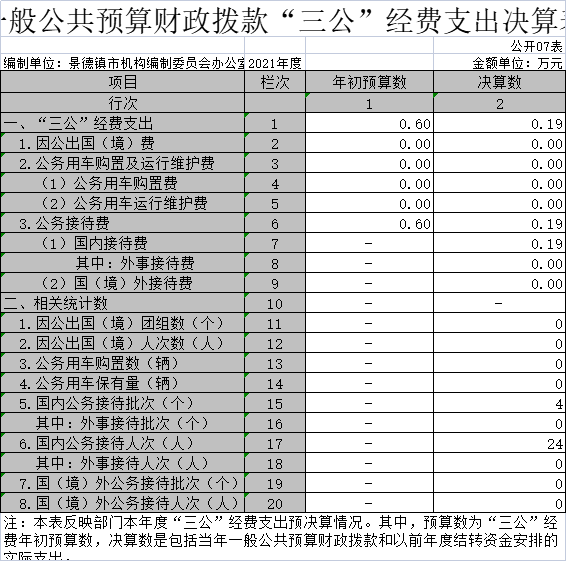 一般公共预算财政拨款“三公”经费支出决算表
公开07表
编制单位：景德镇市机构编制委员会办公室 2021年度 金额单位：万元
项目 栏次 年初预算数 决算数
行次 1 2
一、“三公”经费支出 1 0.60 0.19
1.因公出国（境）费 2 0.00 0.00
2.公务用车购置及运行维护费 3 0.00 0.00
（1）公务用车购置费 4 0.00 0.00
（2）公务用车运行维护费 5 0.00 0.00
3.公务接待费 6 0.60 0.19
（1）国内接待费 7 - 0.19
其中：外事接待费 8 - 0.00
（2）国（境）外接待费 9 - 0.00
二、相关统计数 10 - -
1.因公出国（境）团组数（个） 11 - 0
2.因公出国（境）人次数（人） 12 - 0
3.公务用车购置数（辆） 13 - 0
4.公务用车保有量（辆） 14 - 0
5.国内公务接待批次（个） 15 - 4
其中：外事接待批次（个） 16 - 0
6.国内公务接待人次（人） 17 - 24
其中：外事接待人次（人） 18 - 0
7.国（境）外公务接待批次（个） 19 - 0
8.国（境）外公务接待人次（人） 20 - 0
注：本表反映部门本年度“三公”经费支出预决算情况。其中，预算数为“三公”经
费年初预算数，决算数是包括当年一般公共预算财政拨款和以前年度结转资金安排的
实际支出。